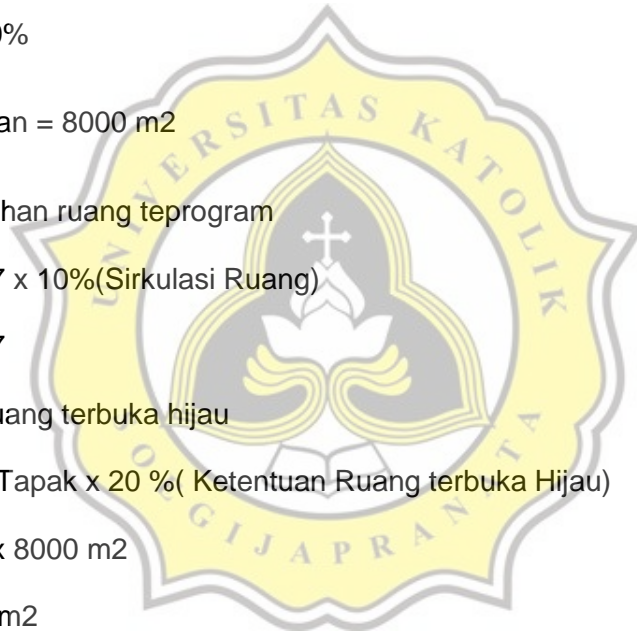 0%
an = 8000 m2
han ruang teprogram
7 x 10%(Sirkulasi Ruang)
7
uang terbuka hijau
Tapak x 20 %( Ketentuan Ruang terbuka Hijau)
x 8000 m2
m2
UNIVERSITAS KATOLIK
SOEGIJAPRANATA